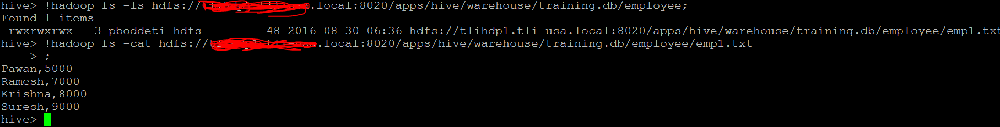 hive> !hadoop fs -ls hdfs://.local:8020/apps/hive/warehouse/training.db/employee;
Found 1 items
-rwxrwxrwx   3 pboddeti hdfs         48 2016-08-30 06:36 hdfs://tlihdp1.tli-usa.local:8020/apps/hive/warehouse/training.db/employee/emp1.txt
hive> !hadoop fs -cat hdfs://.local:8020/apps/hive/warehouse/training.db/employee/emp1.txt
    > ;
Pawan,5000
Ramesh,7000
Krishna,8000
Suresh,9000
hive>